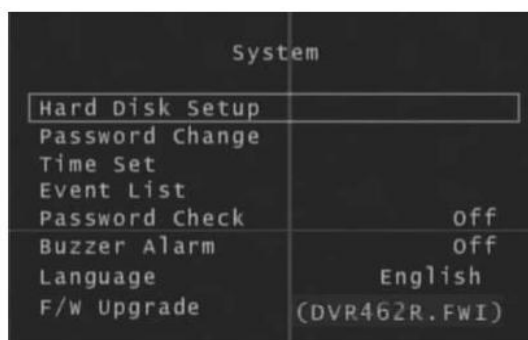 System
Hard Disk Setup
Password Change
Time Set
Event List
Password Check Off
Buzzer Alarm Off
Language English
F/W Upgrade (DVR462R.FWI)